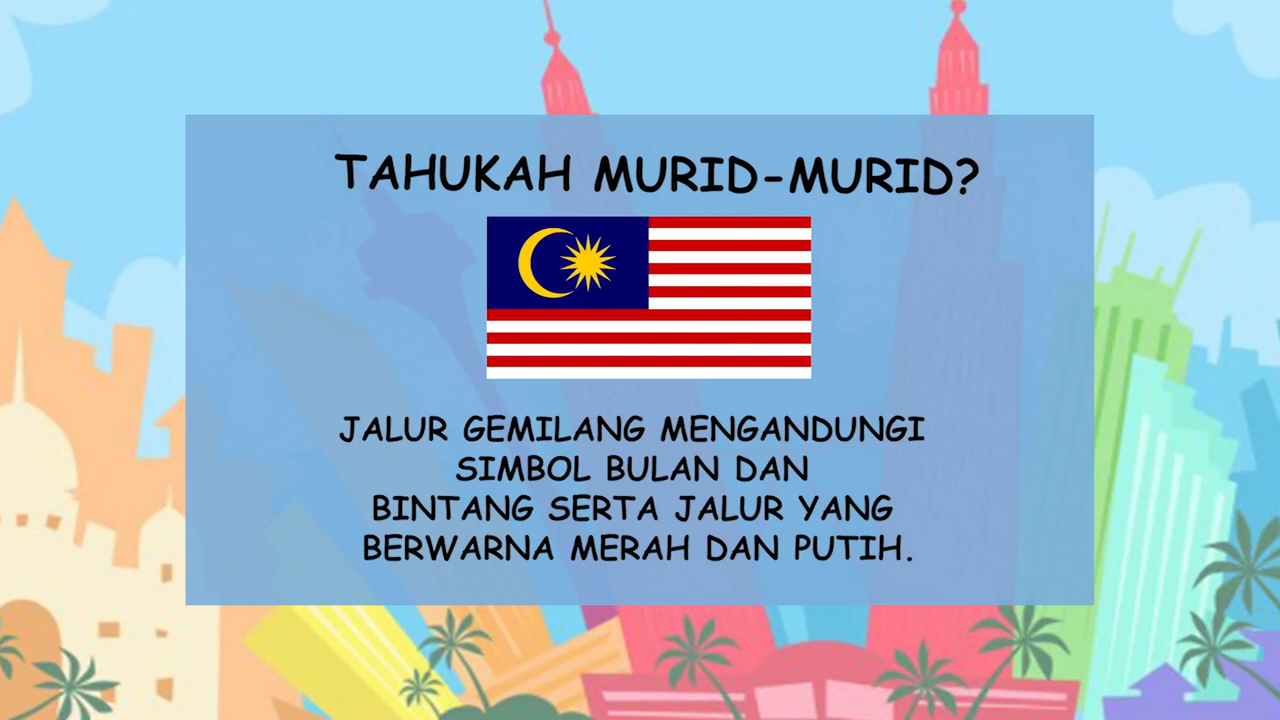 TAHUKAH MURID-MURID?
JALUR GEMILANG MENGANDUNGI
SIMBOL BULAN DAN
BINTANG SERTA JALUR YANG
BERWARNA MERAH DAN PUTIH.